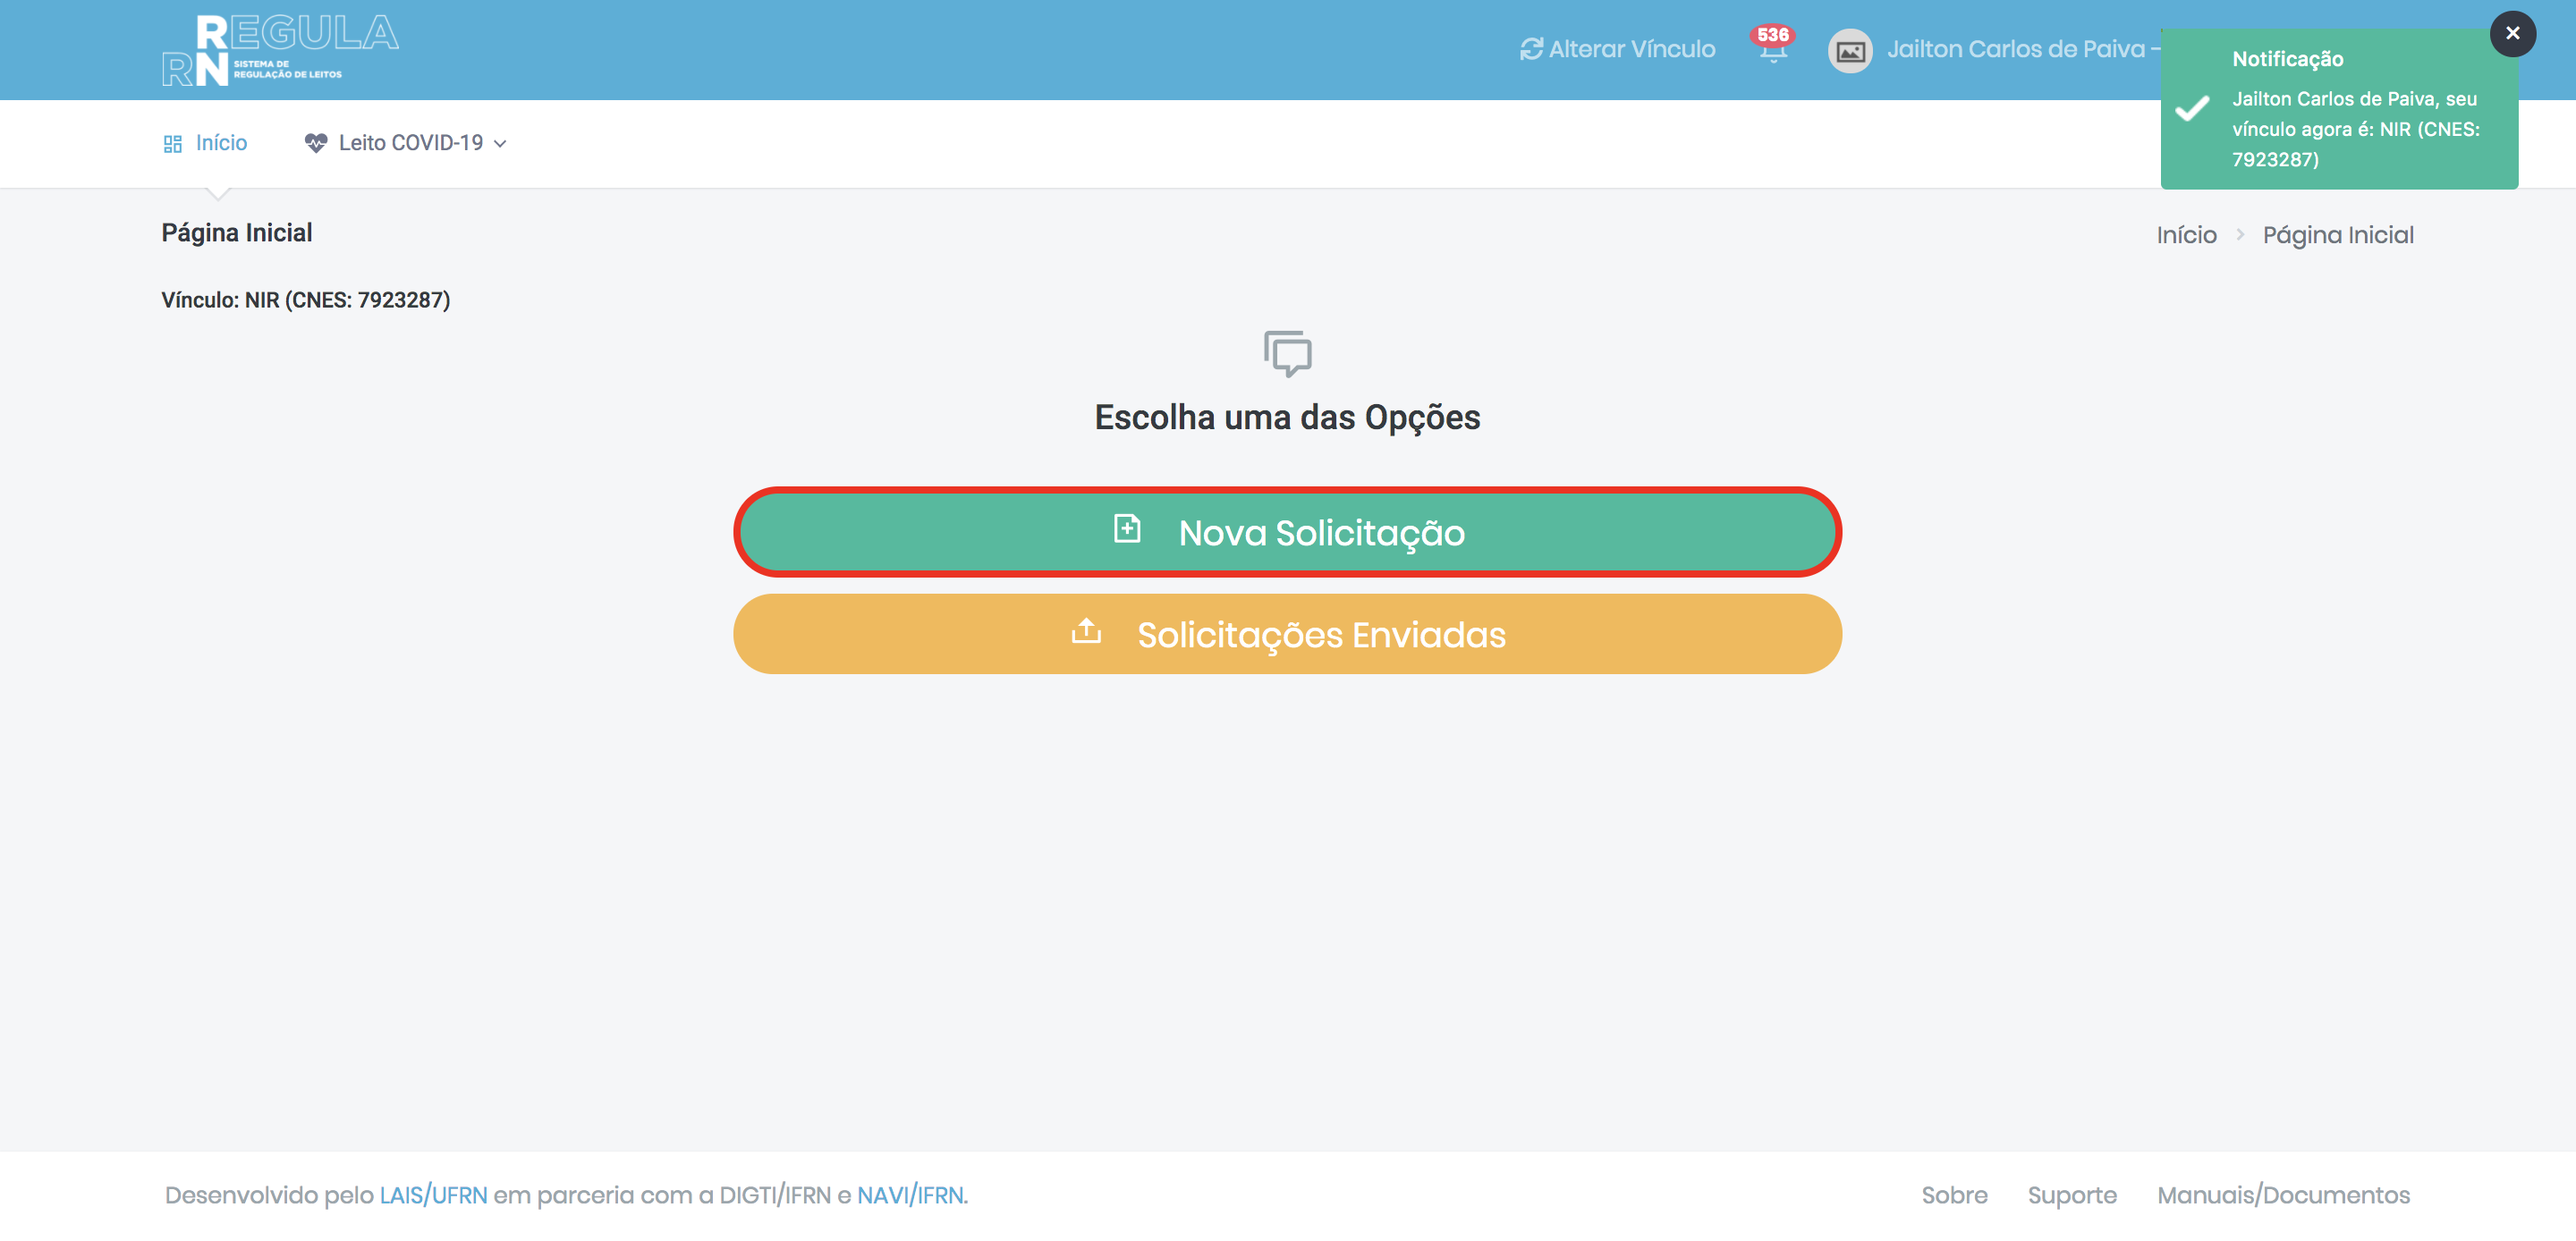 REGULA
RN SISTEMA DE
REGULAÇÃO DE LEITOS
Alterar Vínculo
536
Jailton Carlos de Paiva -
Notificação
Jailton Carlos de Paiva, seu
vínculo agora é: NIR (CNES:
7923287)
Início
Leito COVID-19
Página Inicial
Início
Página Inicial
Vínculo: NIR (CNES: 7923287)
Escolha uma das Opções
Nova Solicitação
Solicitações Enviadas
Desenvolvido pelo LAIS/UFRN em parceria com a DIGTI/IFRN e NAVI/IFRN.
Sobre
Suporte
Manuais/Documentos